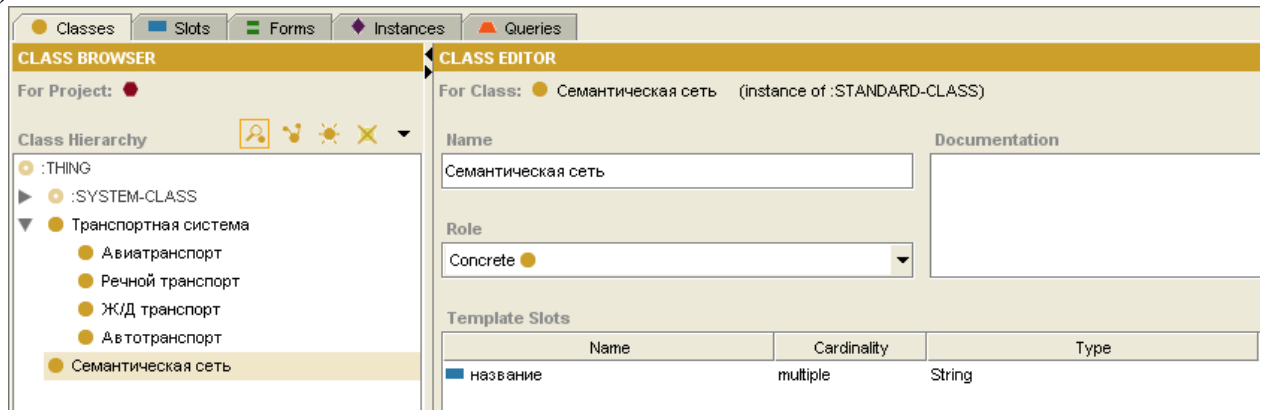 Classes Slots Forms Instances Queries
CLASS BROWSER
For Project:
Class Hierarchy
:THING
:SYSTEM-CLASS
Транспортная система
Авиатранспорт
Речной транспорт
Ж/Д транспорт
Автотранспорт
Семантическая сеть
CLASS EDITOR
For Class: Семантическая сеть (instance of :STANDARD-CLASS)
Name
Семантическая сеть
Documentation
Role
Concrete
Template Slots
Name Cardinality Type
название multiple String